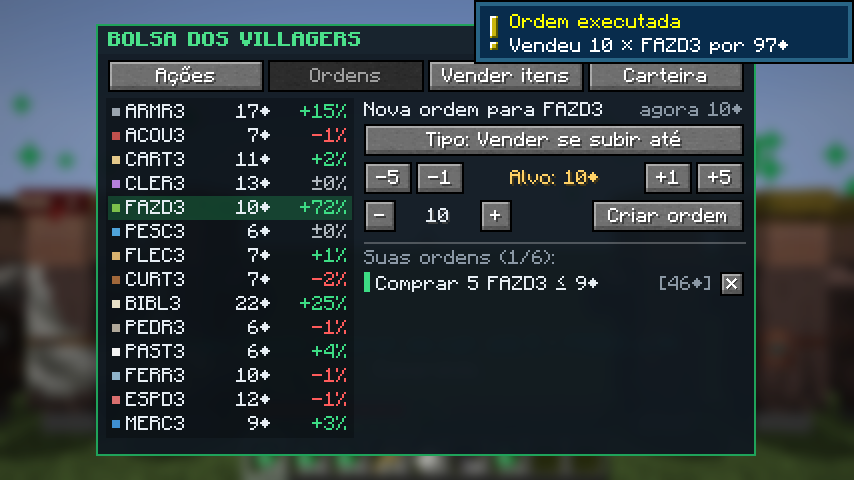 Ordem executada
Vendeu 10 × FAZD3 por 97♦
BOLSA DOS VILLAGERS
Ações Ordens Vender itens Carteira
ARMR3 17♦ +15%
ACOU3 7♦ -1%
CART3 11♦ +2%
CLER3 13♦ ±0%
FAZD3 10♦ +72%
PESC3 6♦ ±0%
FLEC3 7♦ +1%
CURT3 7♦ -2%
BIBL3 22♦ +25%
PEDR3 6♦ -1%
PAST3 6♦ +4%
FERR3 10♦ -1%
ESPD3 12♦ -1%
MERC3 9♦ +3%
Nova ordem para FAZD3 agora 10♦
Tipo: Vender se subir até
-5 -1 Alvo: 10♦ +1 +5
- 10 + Criar ordem
Suas ordens (1/6):
Comprar 5 FAZD3 ≤ 9♦ [46♦] ×